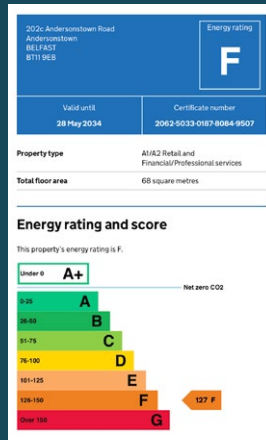 202c Andersonstown Road
Andersonstown
BELFAST
BT11 9EB
Energy rating
F
Valid until
28 May 2034
Certificate number
2062-5033-0187-8084-9507
Property type
A1/A2 Retail and
Financial/Professional services
Total floor area
68 square metres
Energy rating and score
This property's energy rating is F.
Under 0 A+
Net zero CO2
0-25 A
26-50 B
51-75 C
76-100 D
101-125 E
126-150 F
127 F
Over 150 G